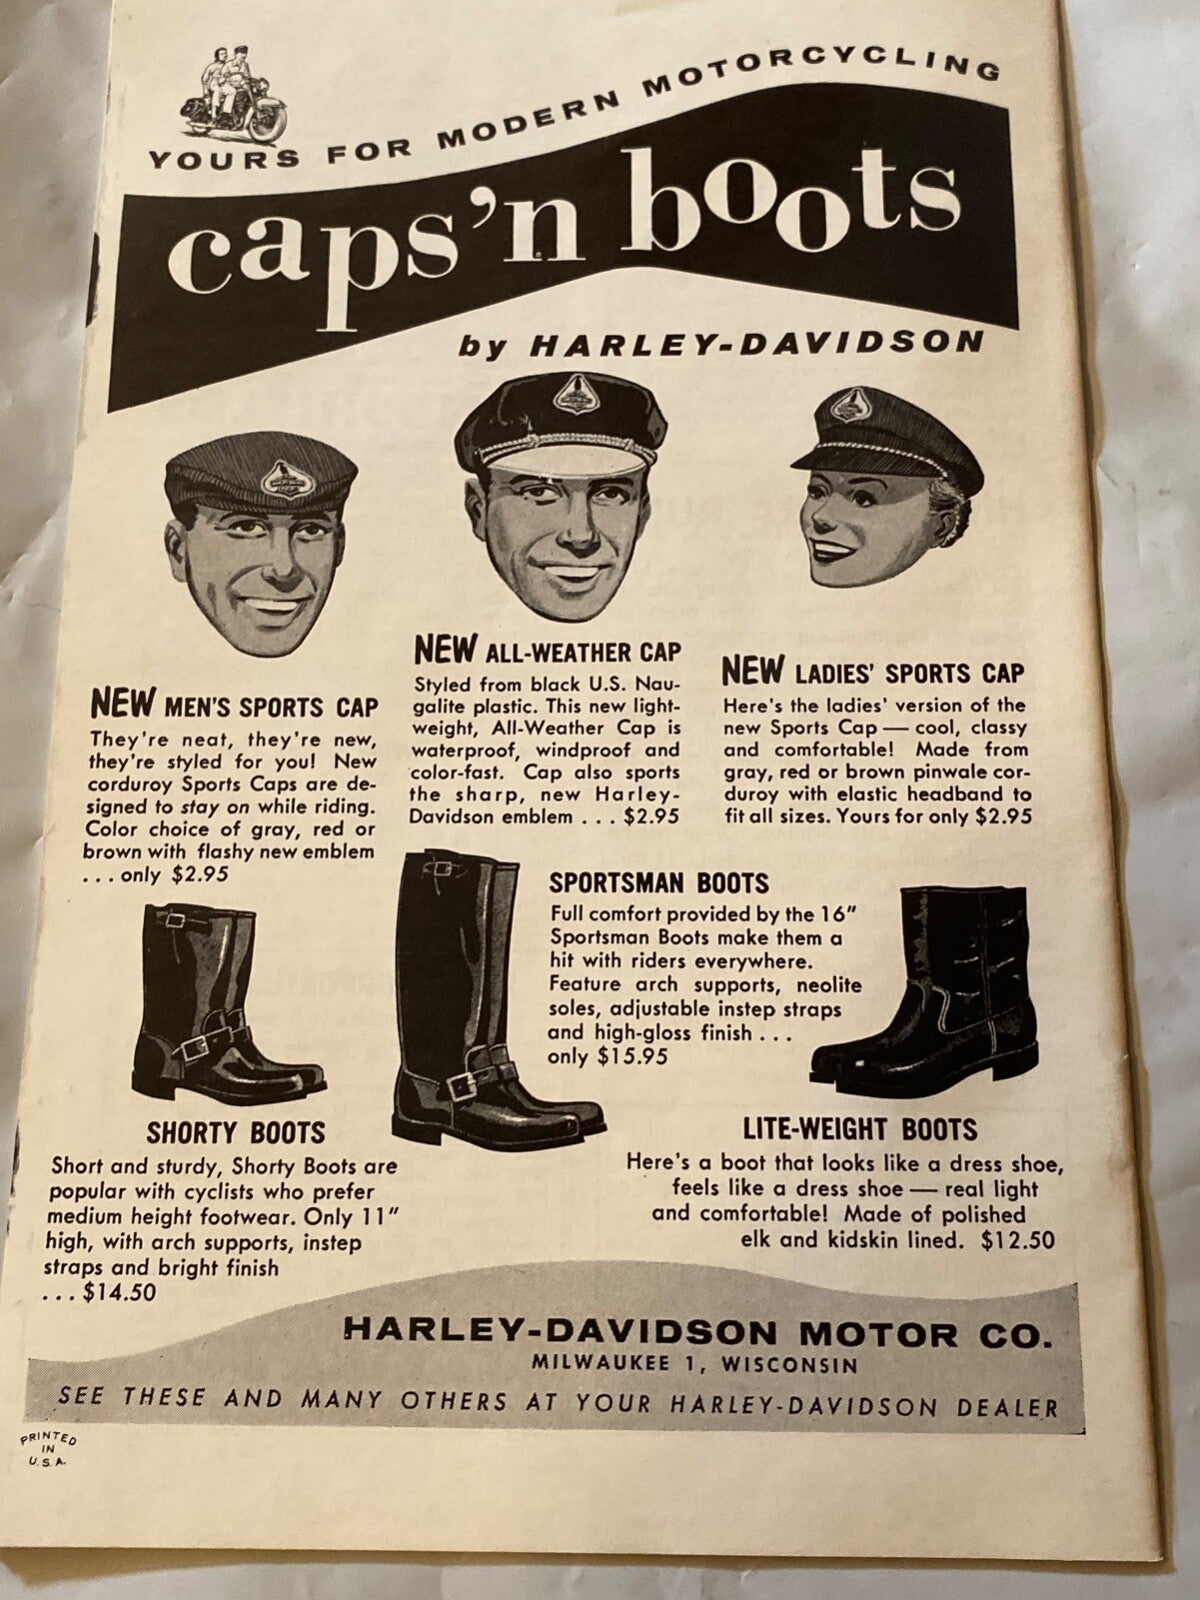 YOURS FOR MODERN MOTORCYCLING
caps'n boots
by HARLEY-DAVIDSON
NEW MEN'S SPORTS CAP
They're neat, they're new,
they're styled for you! New
corduroy Sports Caps are de-
signed to stay on while riding.
Color choice of gray, red or
brown with flashy new emblem
...only $2.95
NEW ALL-WEATHER CAP
Styled from black U.S. Nau-
galite plastic. This new light-
weight, All-Weather Cap is
waterproof, windproof and
color-fast. Cap also sports
the sharp, new Harley-
Davidson emblem ... $2.95
NEW LADIES' SPORTS CAP
Here's the ladies' version of the
new Sports Cap — cool, classy
and comfortable! Made from
gray, red or brown pinwale cor-
duroy with elastic headband to
fit all sizes. Yours for only $2.95
SPORTSMAN BOOTS
Full comfort provided by the 16"
Sportsman Boots make them a
hit with riders everywhere.
Feature arch supports, neolite
soles, adjustable instep straps
and high-gloss finish ...
only $15.95
SHORTY BOOTS
Short and sturdy, Shorty Boots are
popular with cyclists who prefer
medium height footwear. Only 11"
high, with arch supports, instep
straps and bright finish
...$14.50
LITE-WEIGHT BOOTS
Here's a boot that looks like a dress shoe,
feels like a dress shoe — real light
and comfortable! Made of polished
elk and kidskin lined. $12.50
HARLEY-DAVIDSON MOTOR CO.
MILWAUKEE 1, WISCONSIN
SEE THESE AND MANY OTHERS AT YOUR HARLEY-DAVIDSON DEALER
PRINTED
IN
U.S.A.